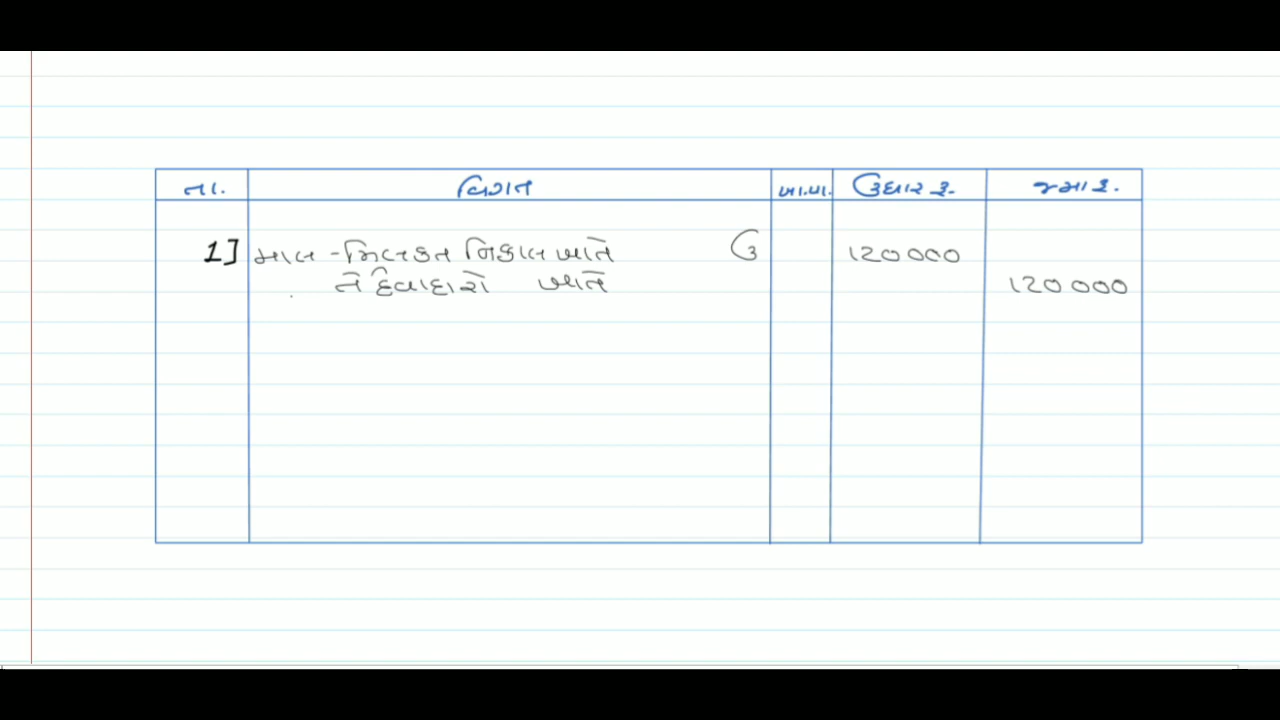 તા. વિગત ખા.પા. ઉધાર રૂ. જમા રૂ.
1] માલ - મિલકત નિકાલ ખાતે ઉ 120000
તે દેવાદારો ખાતે 120000